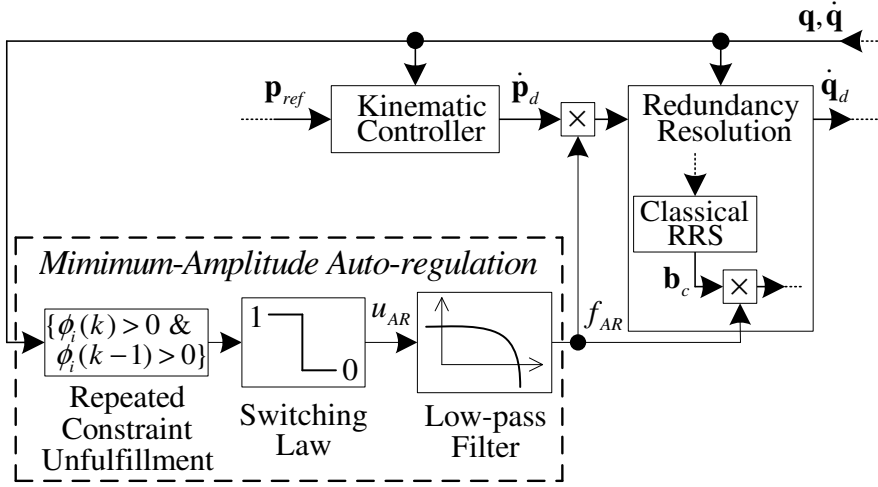 q, q̇
p_ref
Kinematic
Controller
ṗ_d
×
Redundancy
Resolution
q̇_d
Classical
RRS
b_c
×
Mimimum-Amplitude Auto-regulation
{ϕ_i(k) > 0 &
ϕ_i(k−1) > 0}
1
0
u_AR
f_AR
Repeated
Constraint
Unfulfillment
Switching
Law
Low-pass
Filter